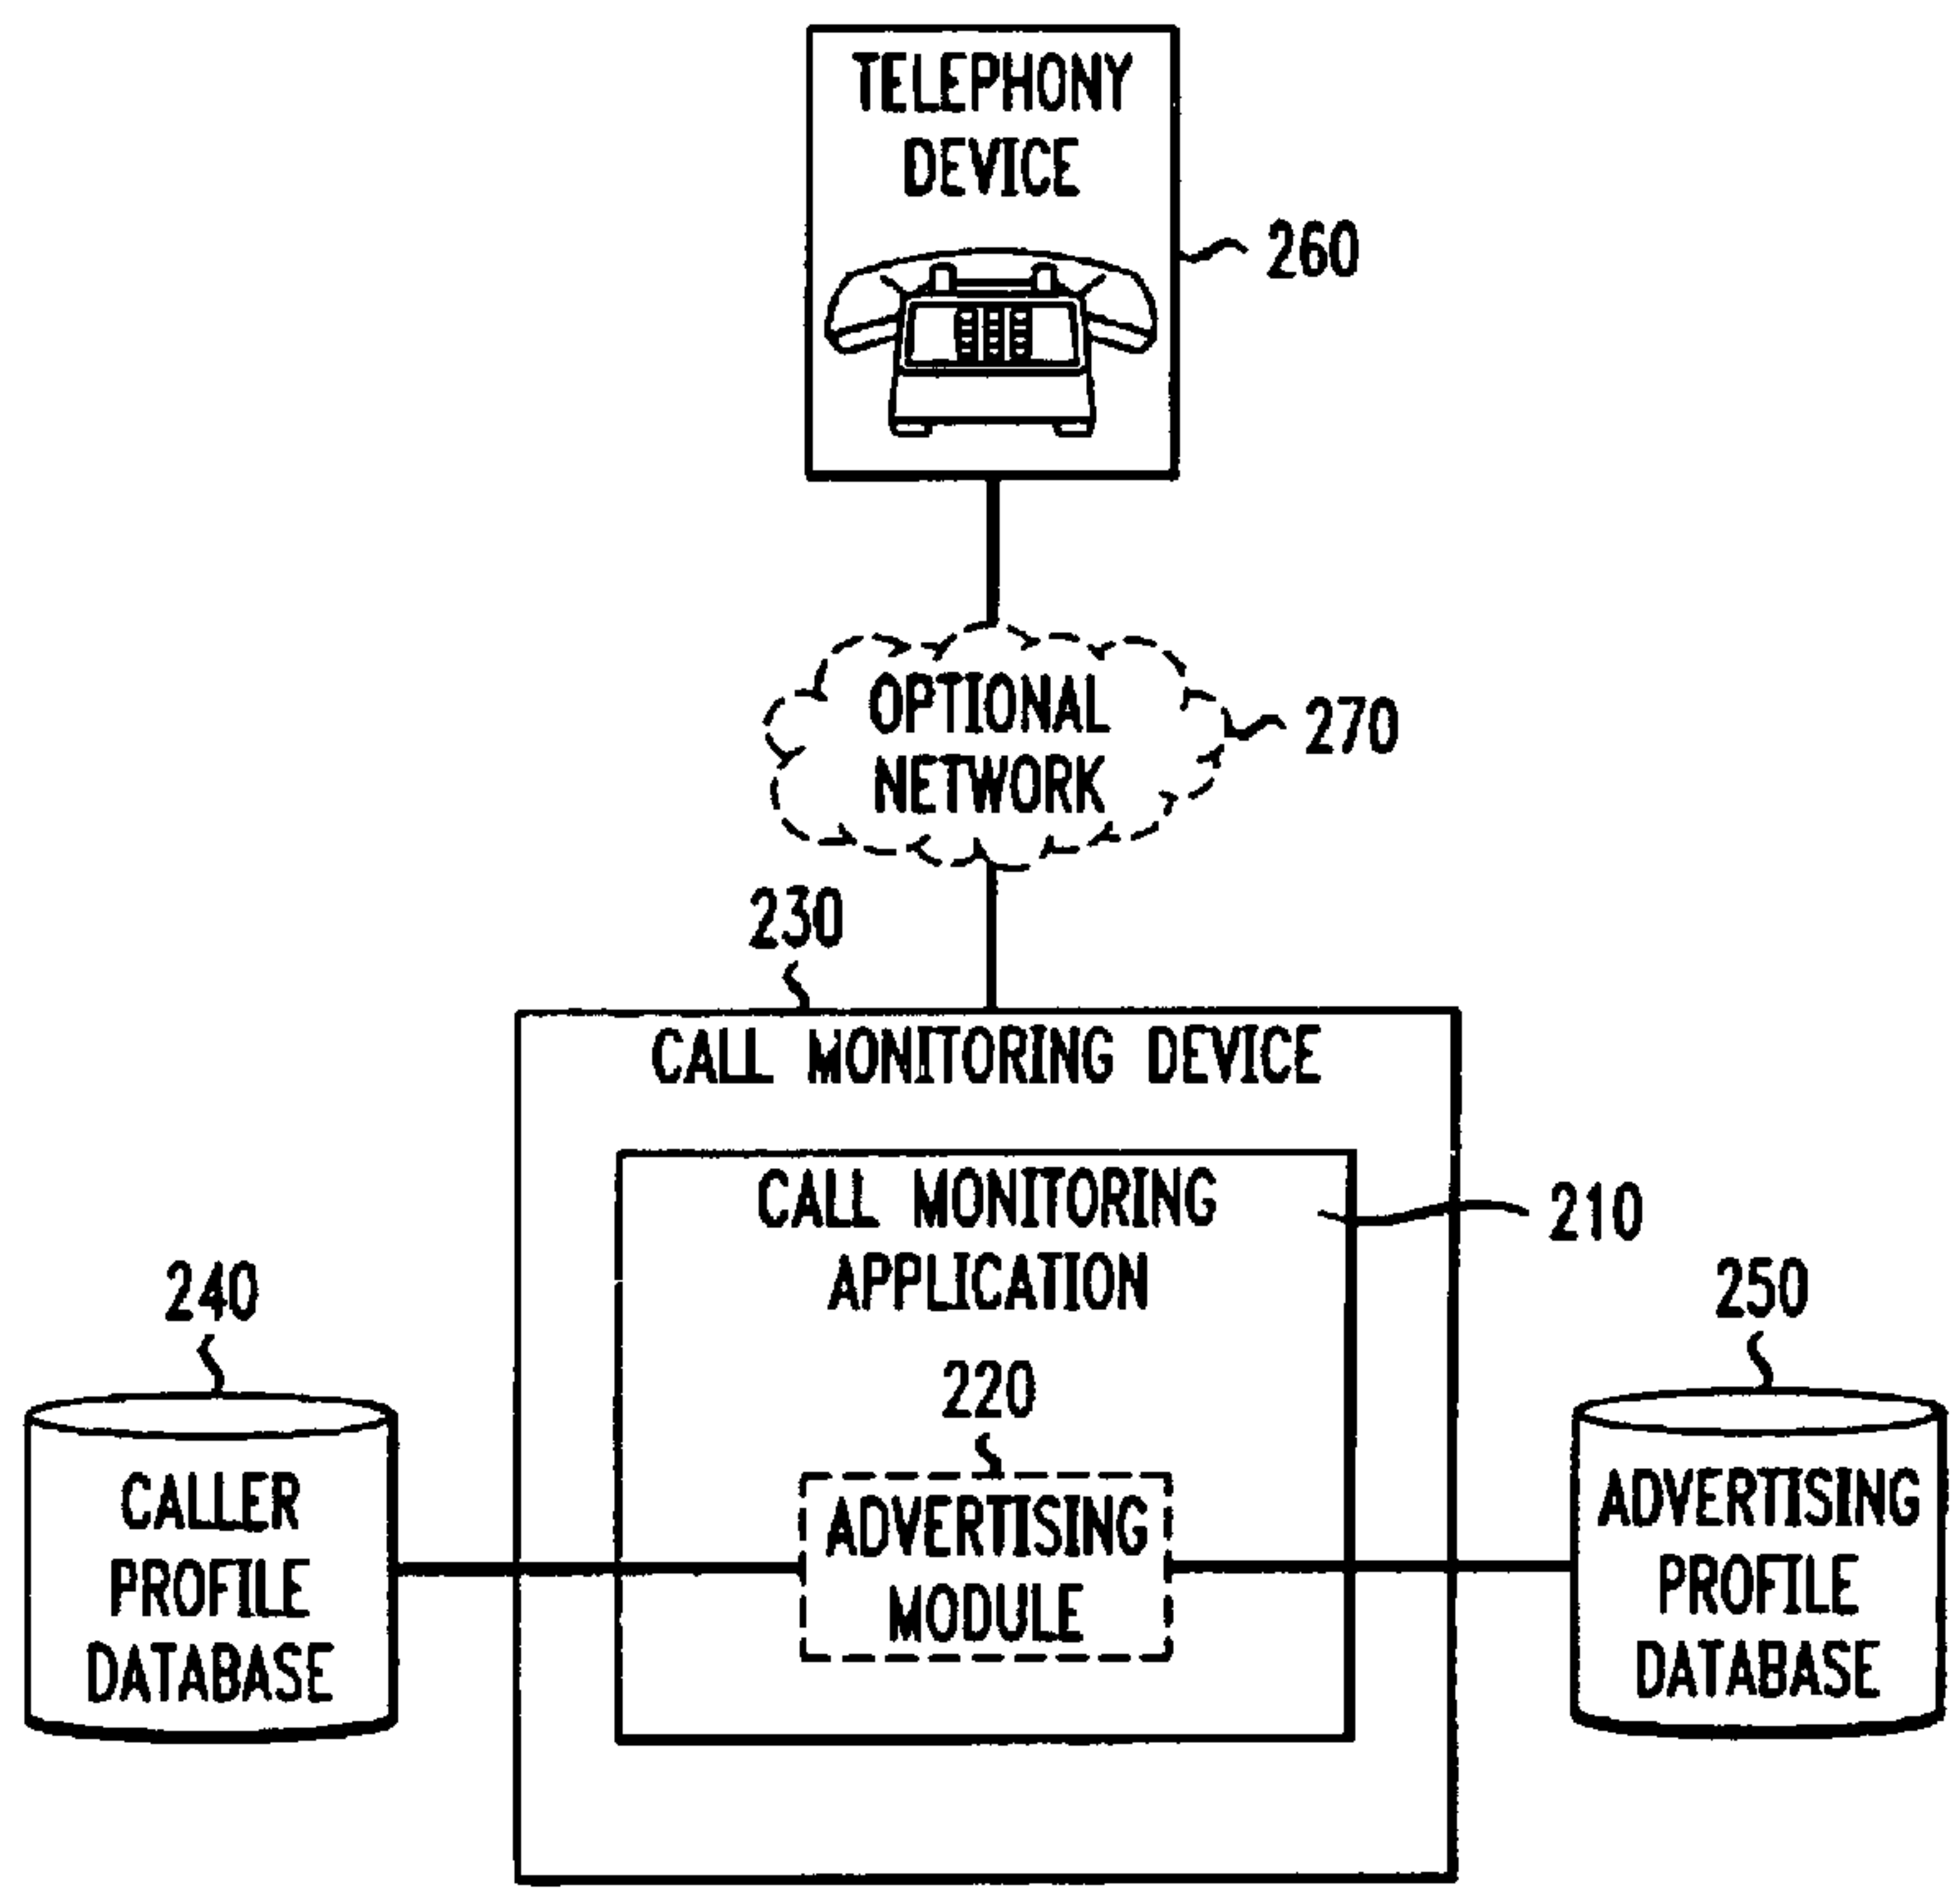 TELEPHONY
DEVICE
260
OPTIONAL
NETWORK
270
230
CALL MONITORING DEVICE
CALL MONITORING
APPLICATION
210
240
250
220
CALLER
PROFILE
DATABASE
ADVERTISING
MODULE
ADVERTISING
PROFILE
DATABASE